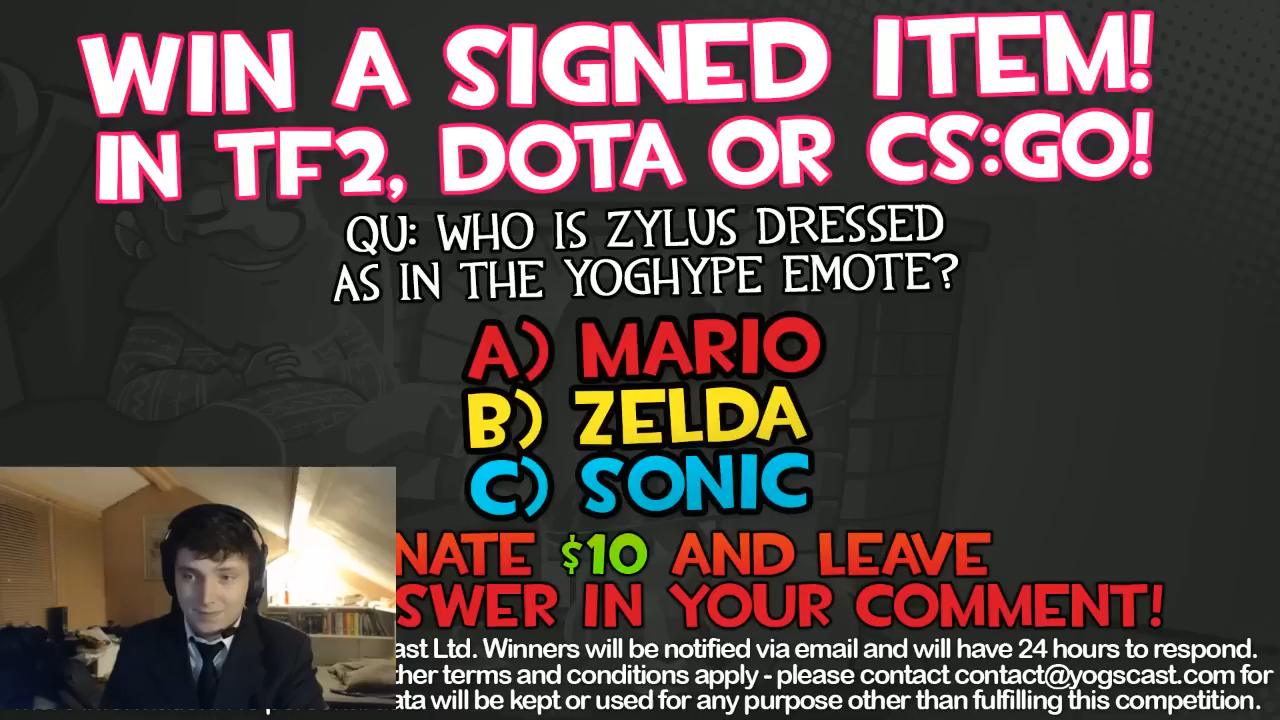 WIN A SIGNED ITEM!
IN TF2, DOTA OR CS:GO!
QU: WHO IS ZYLUS DRESSED
AS IN THE YOGHYPE EMOTE?
A) MARIO
B) ZELDA
C) SONIC
NATE $10 AND LEAVE
SWER IN YOUR COMMENT!
ast Ltd. Winners will be notified via email and will have 24 hours to respond.
her terms and conditions apply - please contact contact@yogscast.com for
ata will be kept or used for any purpose other than fulfilling this competition.